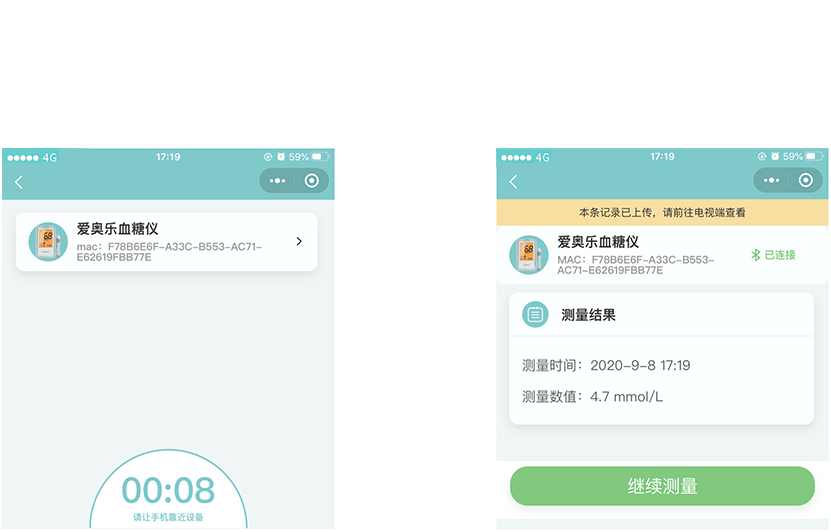 4G 17:19 59%
爱奥乐血糖仪
mac：F78B6E6F-A33C-B553-AC71-
E62619FBB77E
00:08
请让手机靠近设备
4G 17:19 59%
本条记录已上传，请前往电视端查看
爱奥乐血糖仪
MAC：F78B6E6F-A33C-B553-
AC71-E62619FBB77E
已连接
测量结果
测量时间：2020-9-8 17:19
测量数值：4.7 mmol/L
继续测量